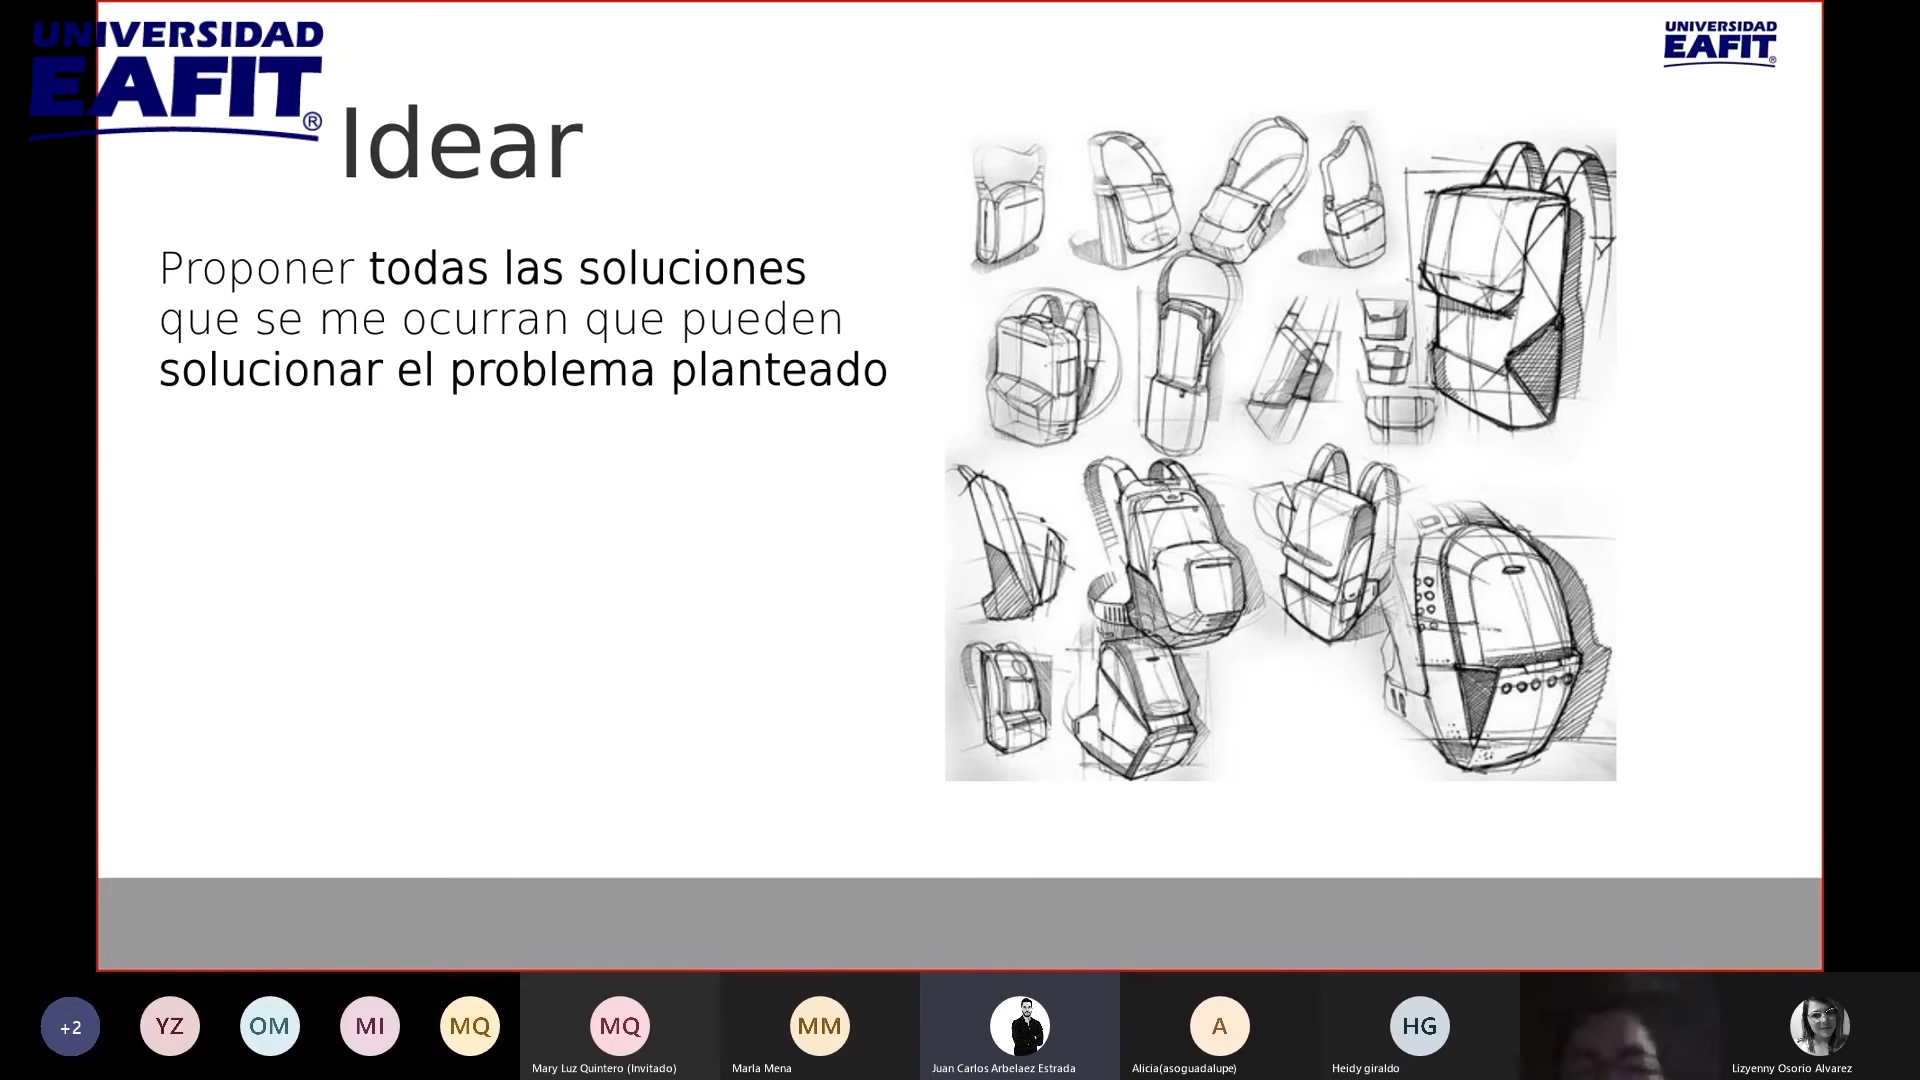 UNIVERSIDAD
EAFIT®
UNIVERSIDAD
EAFIT®
Idear
Proponer todas las soluciones
que se me ocurran que pueden
solucionar el problema planteado
+2
YZ
OM
MI
MQ
MQ
MM
A
HG
Mary Luz Quintero (Invitado)
Marla Mena
Juan Carlos Arbelaez Estrada
Alicia(asoguadalupe)
Heidy giraldo
Lizyenny Osorio Alvarez